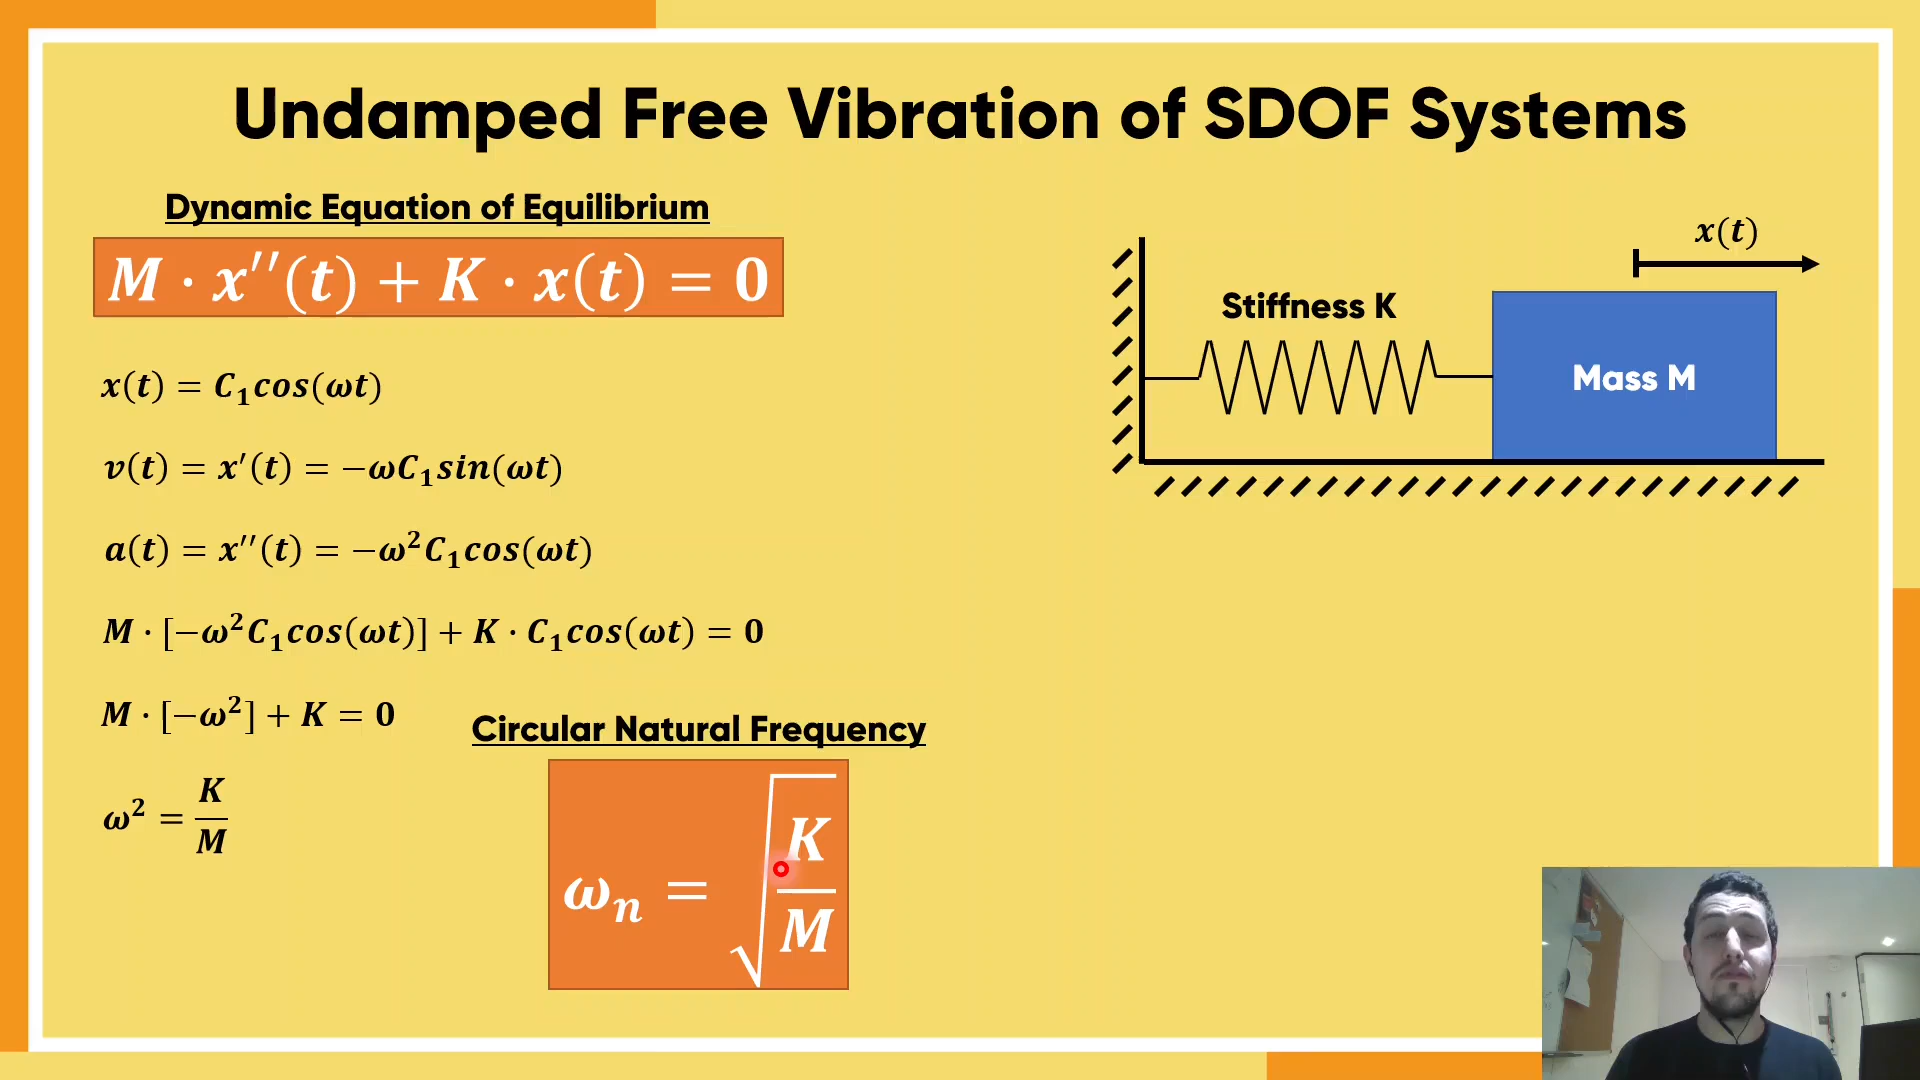 Undamped Free Vibration of SDOF Systems
Dynamic Equation of Equilibrium
M · x′′(t) + K · x(t) = 0
x(t) = C₁cos(ωt)
v(t) = x′(t) = −ωC₁sin(ωt)
a(t) = x′′(t) = −ω²C₁cos(ωt)
M · [−ω²C₁cos(ωt)] + K · C₁cos(ωt) = 0
M · [−ω²] + K = 0
ω² = K/M
Circular Natural Frequency
ωₙ = √(K/M)
x(t)
Stiffness K
Mass M